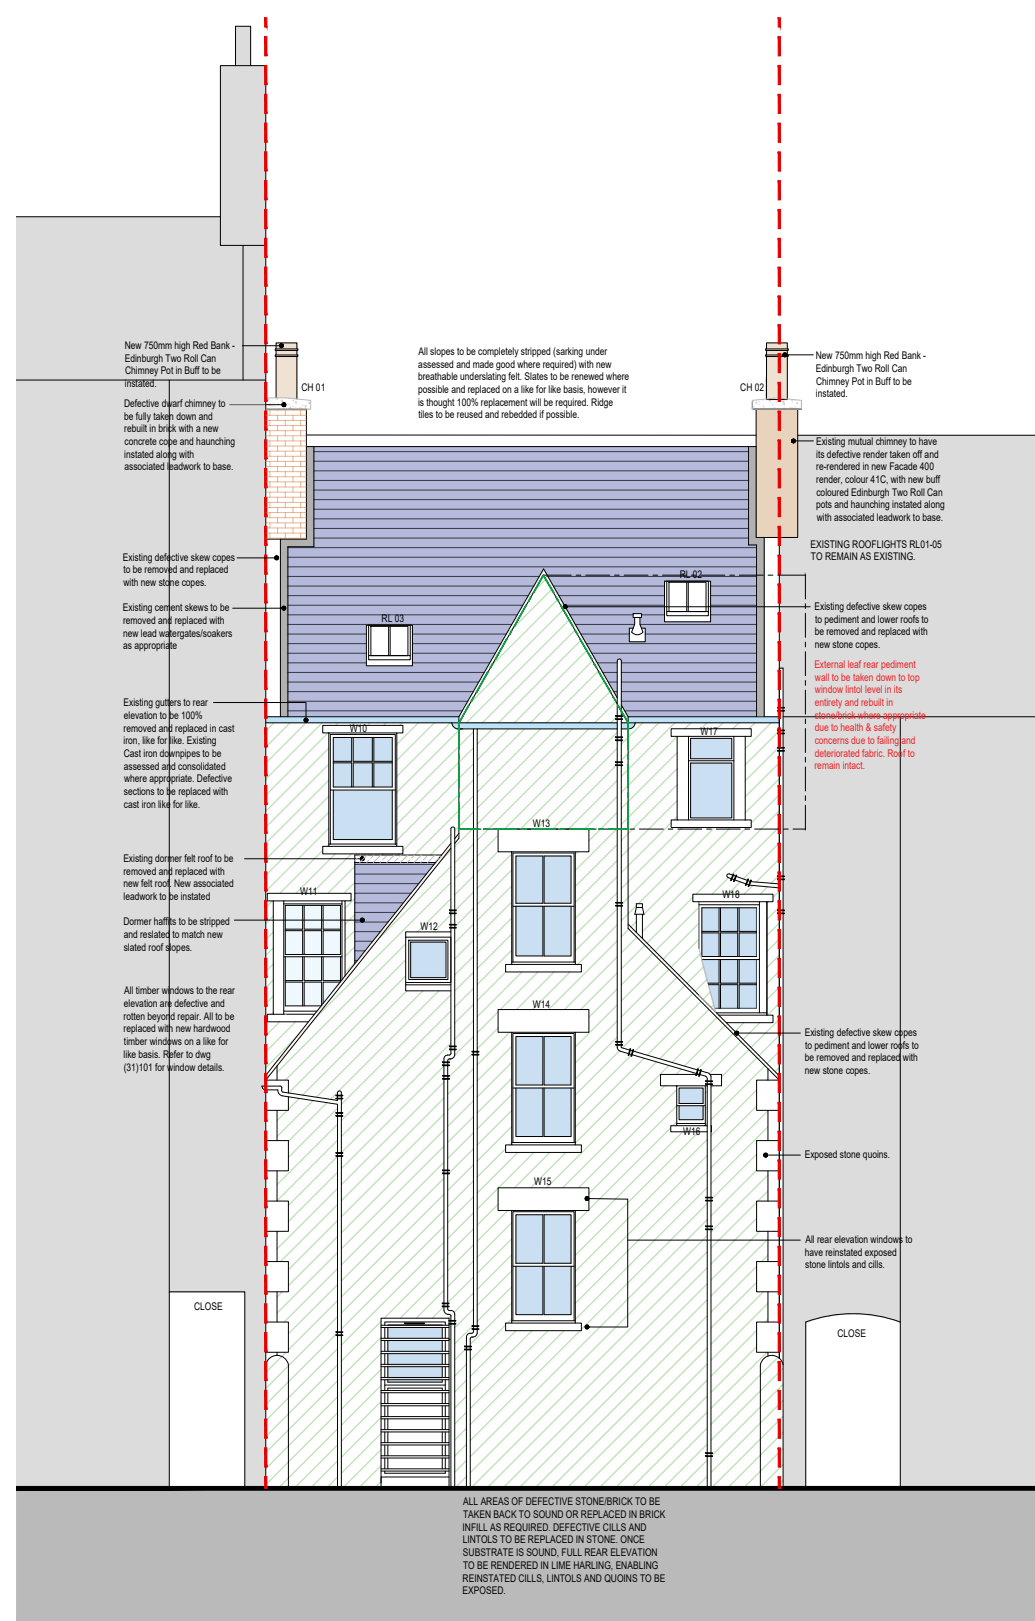 New 750mm high Red Bank -
Edinburgh Two Roll Can
Chimney Pot in Buff to be
instated.
CH 01
Defective dwarf chimney to
be fully taken down and
rebuilt in brick with a new
concrete cope and haunching
instated along with
associated leadwork to base.
All slopes to be completely stripped (sarking under
assessed and made good where required) with new
breathable underslating felt. Slates to be renewed where
possible and replaced on a like for like basis, however it
is thought 100% replacement will be required. Ridge
tiles to be reused and rebedded if possible.
CH 02
New 750mm high Red Bank -
Edinburgh Two Roll Can
Chimney Pot in Buff to be
instated.
Existing mutual chimney to have
its defective render taken off and
re-rendered in new Facade 400
render, colour 41C, with new buff
coloured Edinburgh Two Roll Can
pots and haunching instated along
with associated leadwork to base.
EXISTING ROOFLIGHTS RL01-05
TO REMAIN AS EXISTING.
Existing defective skew copes
to be removed and replaced
with new stone copes.
Existing cement skews to be
removed and replaced with
new lead watergates/soakers
as appropriate
RL 03
RL 02
Existing defective skew copes
to pediment and lower roofs to
be removed and replaced with
new stone copes.
External leaf rear pediment
wall to be taken down to top
window lintol level in its
entirety and rebuilt in
stone/brick where appropriate
due to health & safety
concerns due to failing and
deteriorated fabric. Roof to
remain intact.
Existing gutters to rear
elevation to be 100%
removed and replaced in cast
iron, like for like. Existing
Cast iron downpipes to be
assessed and consolidated
where appropriate. Defective
sections to be replaced with
cast iron like for like.
W10
W17
W13
Existing dormer felt roof to be
removed and replaced with
new felt roof. New associated
leadwork to be instated
W11
W12
W18
Dormer haffits to be stripped
and reslated to match new
slated roof slopes.
All timber windows to the rear
elevation are defective and
rotten beyond repair. All to be
replaced with new hardwood
timber windows on a like for
like basis. Refer to dwg
(31)101 for window details.
W14
Existing defective skew copes
to pediment and lower roofs to
be removed and replaced with
new stone copes.
W16
Exposed stone quoins.
W15
All rear elevation windows to
have reinstated exposed
stone lintols and cills.
CLOSE
CLOSE
ALL AREAS OF DEFECTIVE STONE/BRICK TO BE
TAKEN BACK TO SOUND OR REPLACED IN BRICK
INFILL AS REQUIRED. DEFECTIVE CILLS AND
LINTOLS TO BE REPLACED IN STONE. ONCE
SUBSTRATE IS SOUND, FULL REAR ELEVATION
TO BE RENDERED IN LIME HARLING, ENABLING
REINSTATED CILLS, LINTOLS AND QUOINS TO BE
EXPOSED.